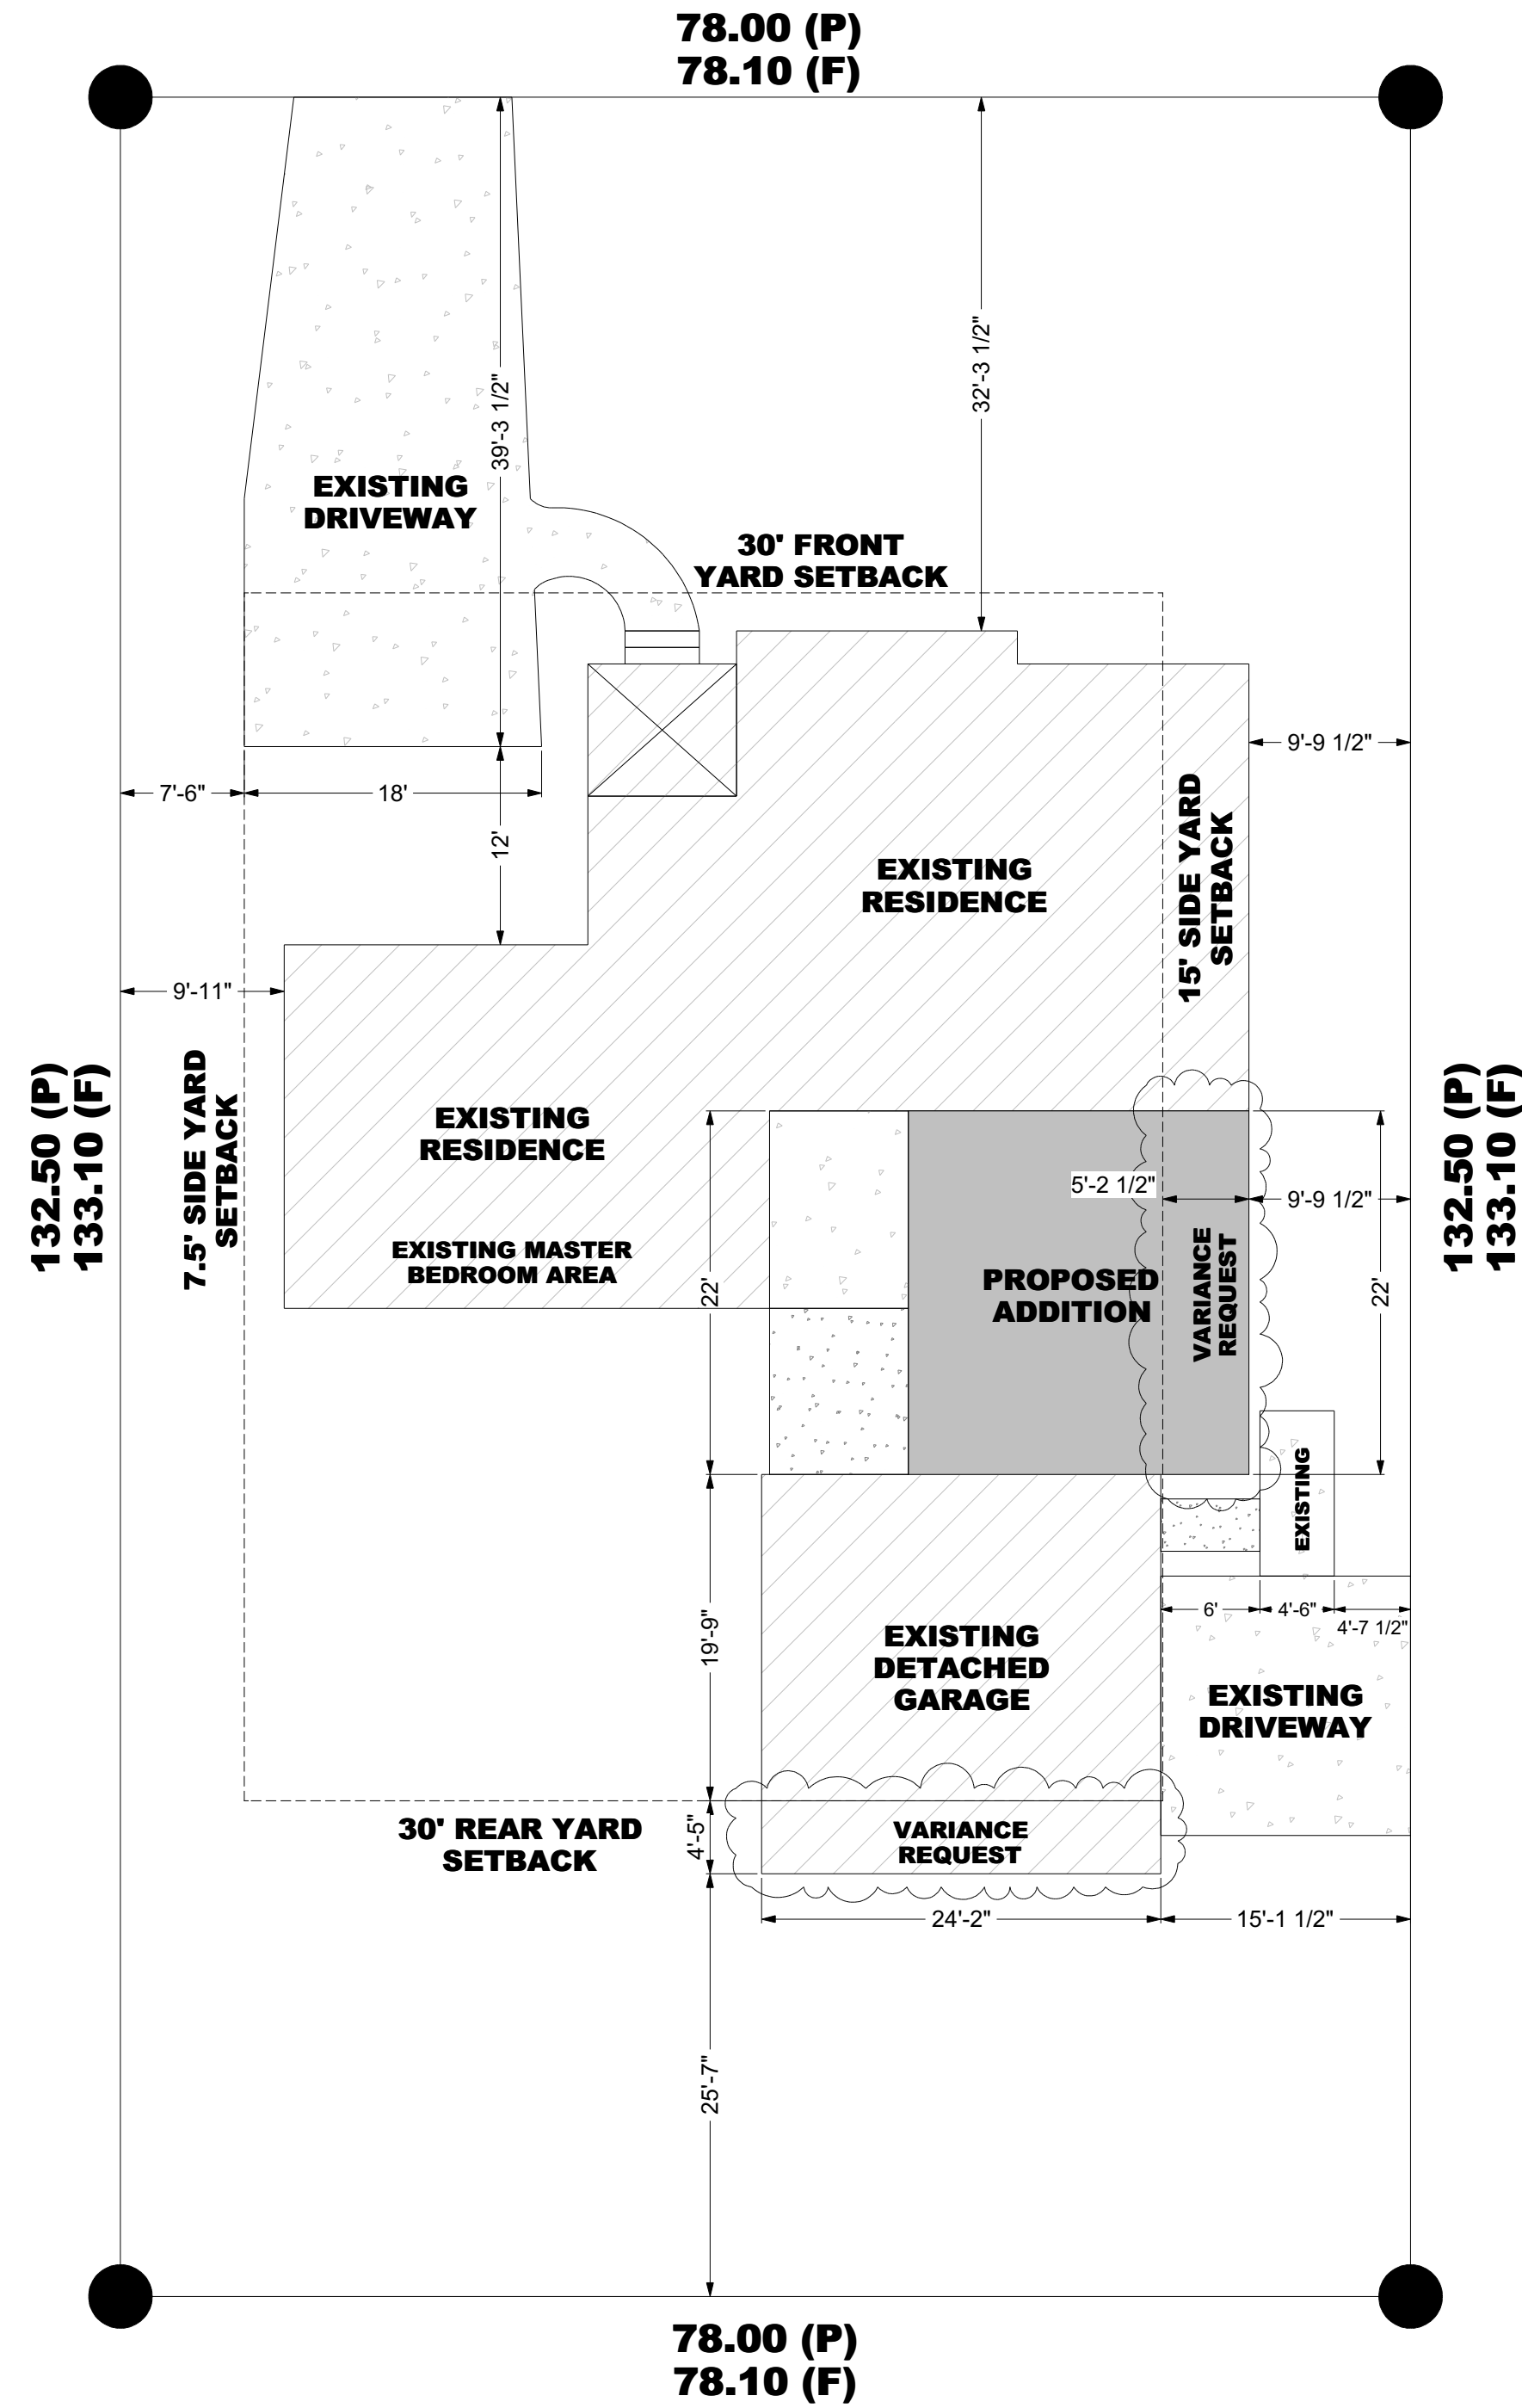 78.00 (P)
78.10 (F)
32'-3 1/2"
39'-3 1/2"
EXISTING
DRIVEWAY
30' FRONT
YARD SETBACK
9'-9 1/2"
7'-6"
18'
12'
15' SIDE YARD
SETBACK
EXISTING
RESIDENCE
9'-11"
132.50 (P)
133.10 (F)
7.5' SIDE YARD
SETBACK
EXISTING
RESIDENCE
EXISTING MASTER
BEDROOM AREA
22'
5'-2 1/2"
9'-9 1/2"
PROPOSED
ADDITION
VARIANCE
REQUEST
22'
132.50 (P)
133.10 (F)
EXISTING
6'
4'-6"
4'-7 1/2"
19'-9"
EXISTING
DETACHED
GARAGE
EXISTING
DRIVEWAY
30' REAR YARD
SETBACK
4'-5"
VARIANCE
REQUEST
24'-2"
15'-1 1/2"
25'-7"
78.00 (P)
78.10 (F)